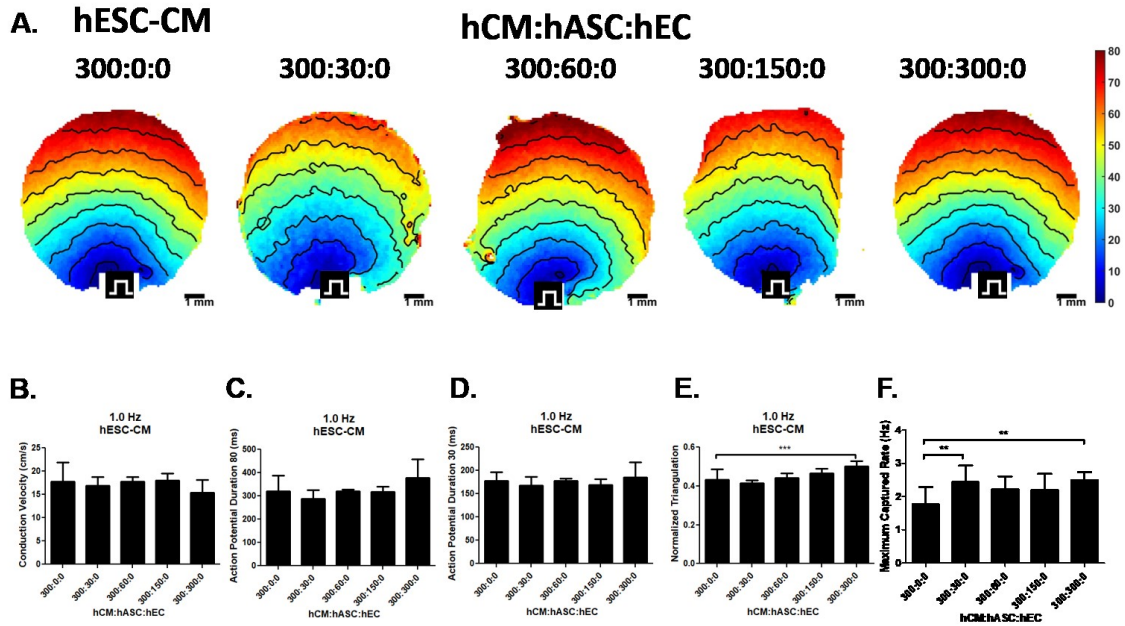 A. hESC-CM hCM:hASC:hEC
300:0:0 300:30:0 300:60:0 300:150:0 300:300:0
80
70
60
50
40
30
20
10
0
1 mm 1 mm 1 mm 1 mm 1 mm
B.
1.0 Hz
hESC-CM
Conduction Velocity (cm/s)
25
20
15
10
5
0
300:0:0 300:30:0 300:60:0 300:150:0 300:300:0
hCM:hASC:hEC
C.
1.0 Hz
hESC-CM
Action Potential Duration 80 (ms)
500
400
300
200
100
0
300:0:0 300:30:0 300:60:0 300:150:0 300:300:0
hCM:hASC:hEC
D.
1.0 Hz
hESC-CM
Action Potential Duration 30 (ms)
300
200
100
0
300:0:0 300:30:0 300:60:0 300:150:0 300:300:0
hCM:hASC:hEC
E.
1.0 Hz
hESC-CM
Normalized Triangulation
0.6
0.4
0.2
0.0
***
300:0:0 300:30:0 300:60:0 300:150:0 300:300:0
hCM:hASC:hEC
F.
Maximum Captured Rate (Hz)
4
3
2
1
0
**
**
300:0:0 300:30:0 300:60:0 300:150:0 300:300:0
hCM:hASC:hEC